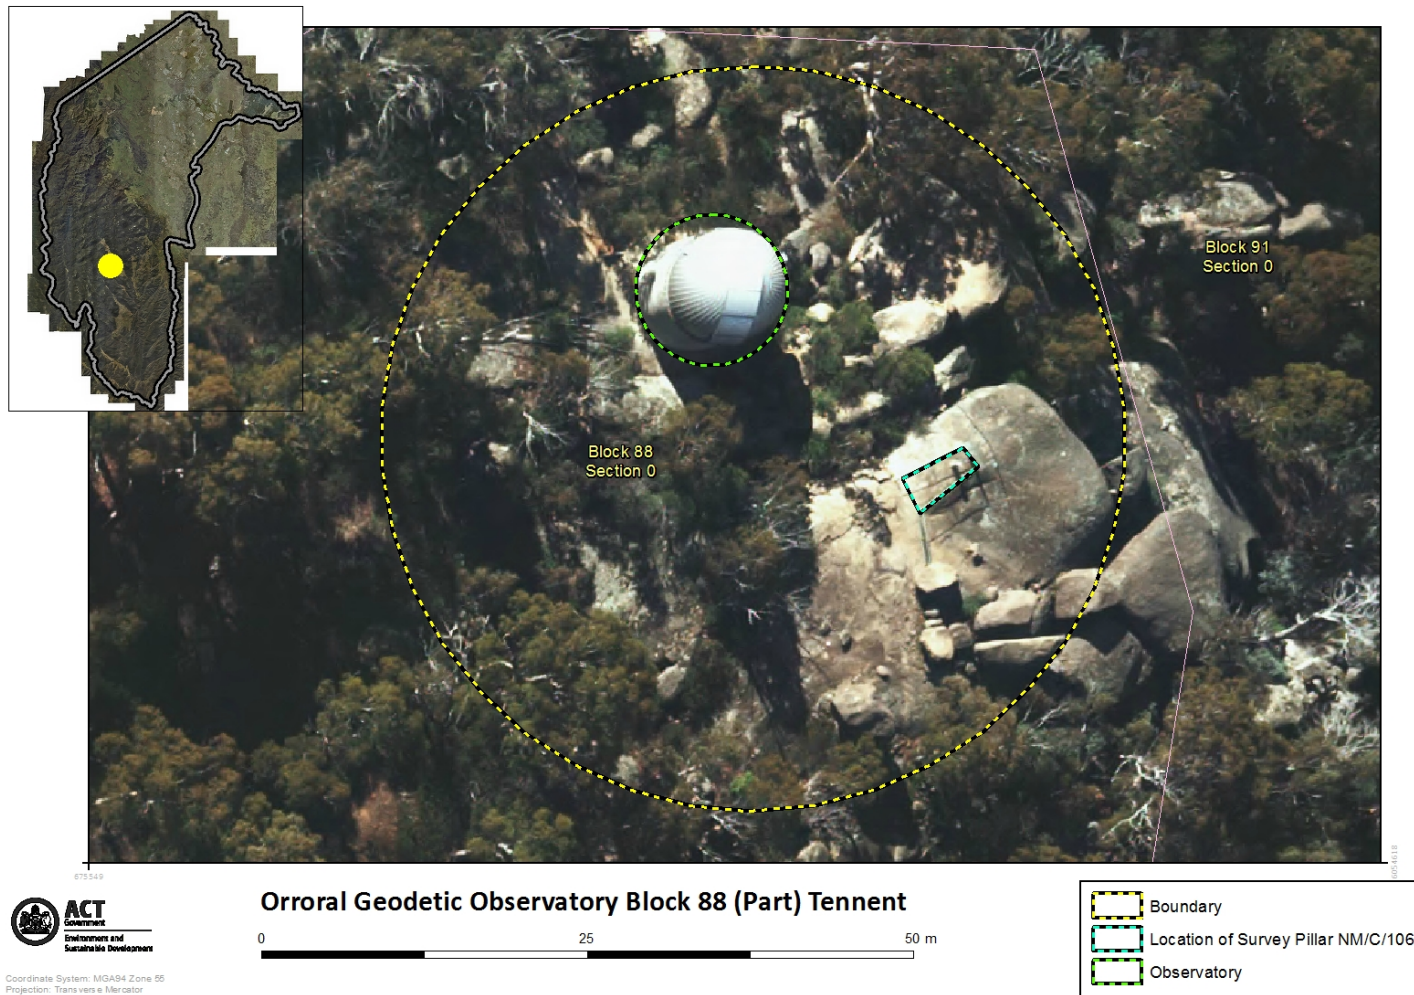 Block 91
Section 0
Block 88
Section 0
675549
6054618
ACT
Government
Environment and
Sustainable Development
Orroral Geodetic Observatory Block 88 (Part) Tennent
0 25 50 m
Boundary
Location of Survey Pillar NM/C/106
Observatory
Coordinate System: MGA94 Zone 55
Projection: Transverse Mercator